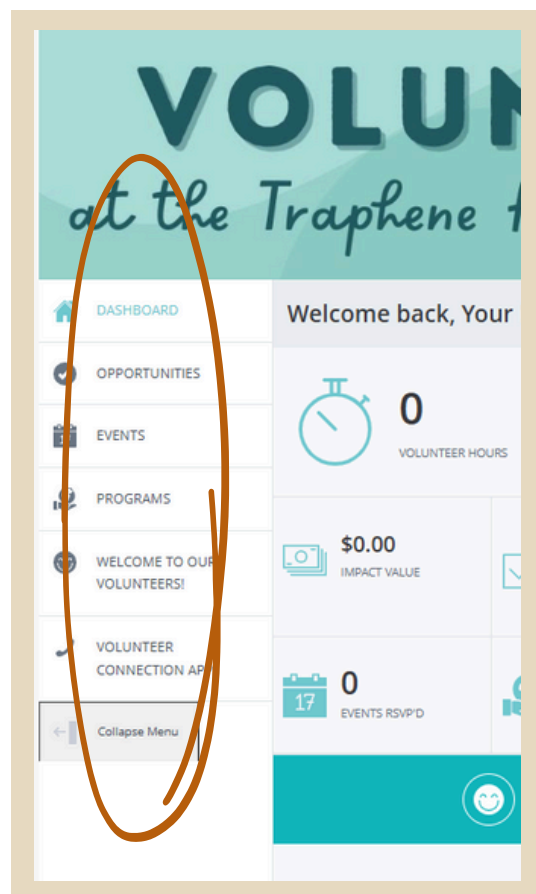 VOLUN
at the Traphene
DASHBOARD
OPPORTUNITIES
EVENTS
PROGRAMS
WELCOME TO OUR
VOLUNTEERS!
VOLUNTEER
CONNECTION AP
Collapse Menu
Welcome back, Your
0
VOLUNTEER HOURS
$0.00
IMPACT VALUE
17
0
EVENTS RSVP'D